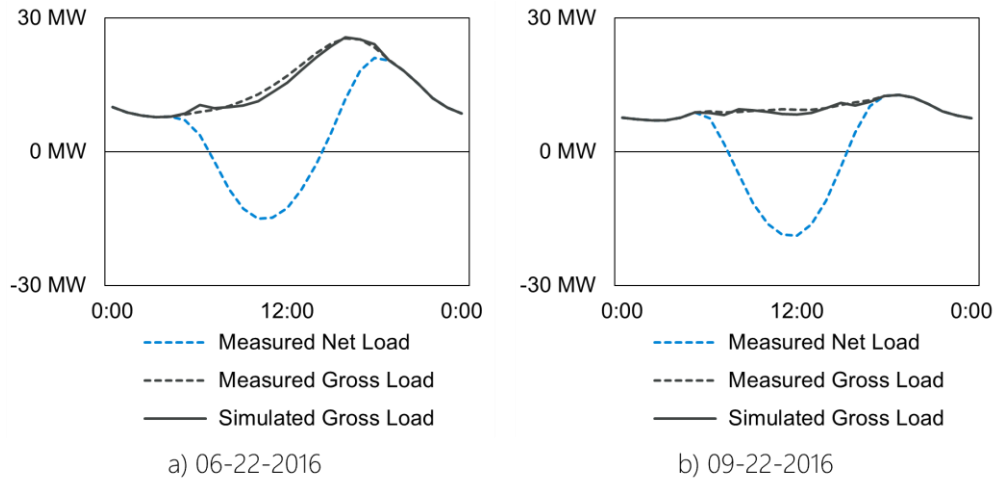 30 MW
0 MW
-30 MW
0:00 12:00 0:00
Measured Net Load
Measured Gross Load
Simulated Gross Load
a) 06-22-2016
30 MW
0 MW
-30 MW
0:00 12:00 0:00
Measured Net Load
Measured Gross Load
Simulated Gross Load
b) 09-22-2016